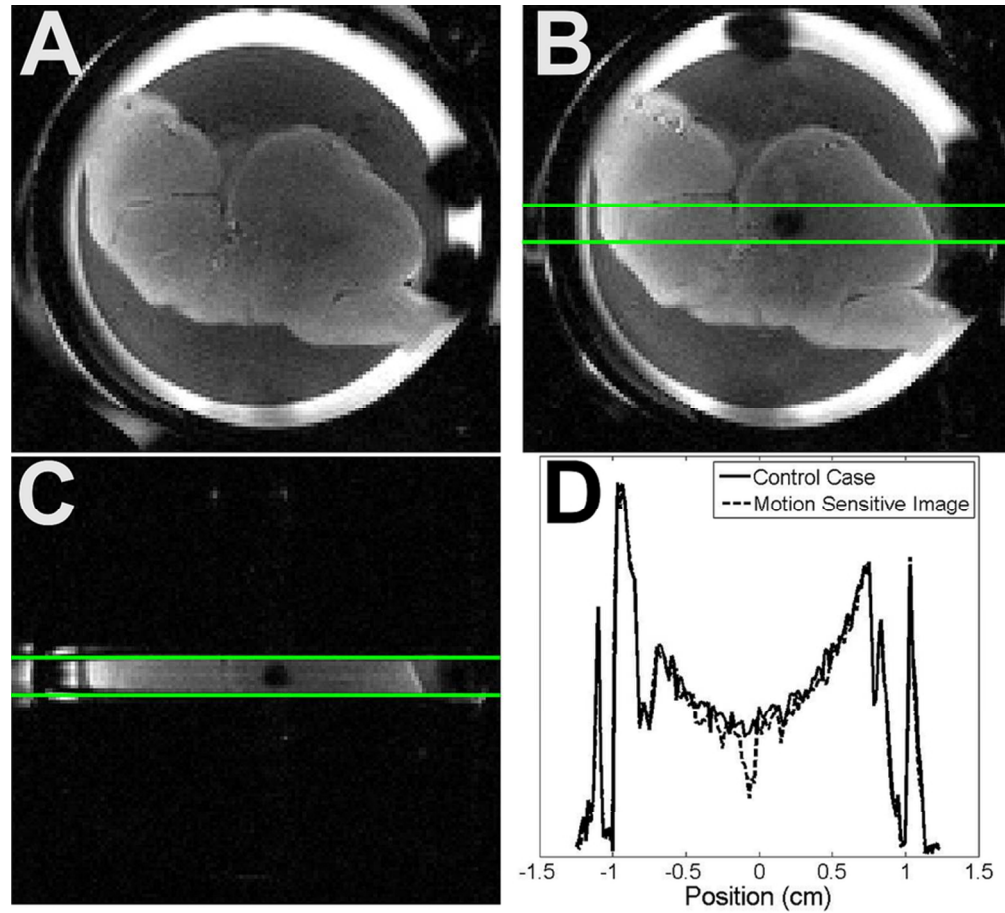 A
B
C
D
Control Case
Motion Sensitive Image
-1.5 -1 -0.5 0 0.5 1 1.5
Position (cm)